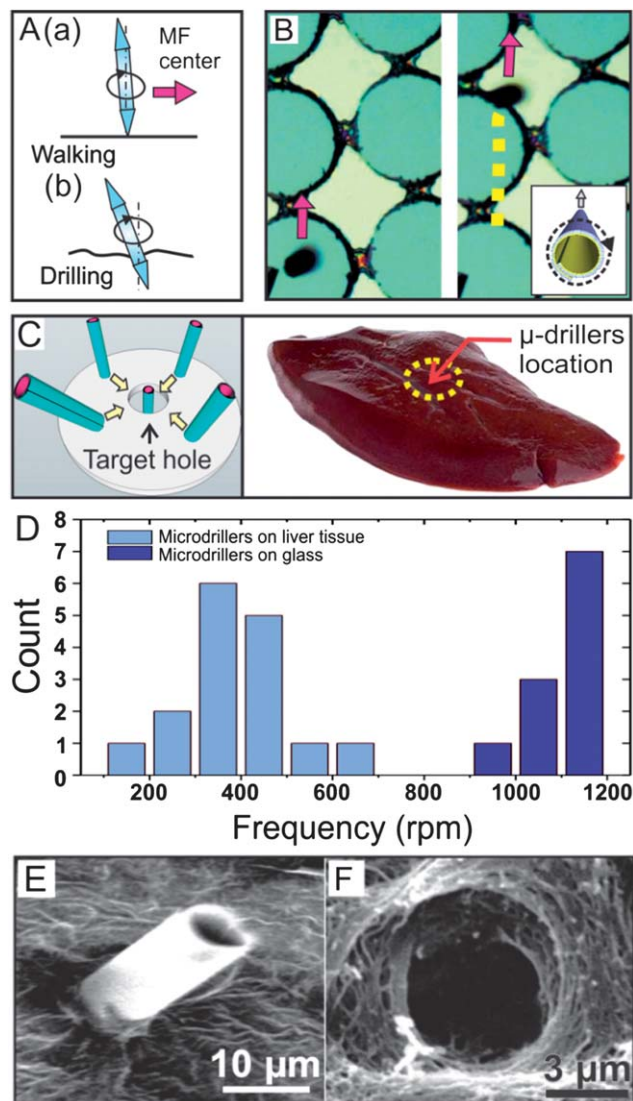 A(a)
MF
center
Walking
(b)
Drilling
B
C
Target hole
μ-drillers
location
D
8
7
6
5
4
3
2
1
0
Count
Microdrillers on liver tissue
Microdrillers on glass
200 400 600 800 1000 1200
Frequency (rpm)
E
10 μm
F
3 μm